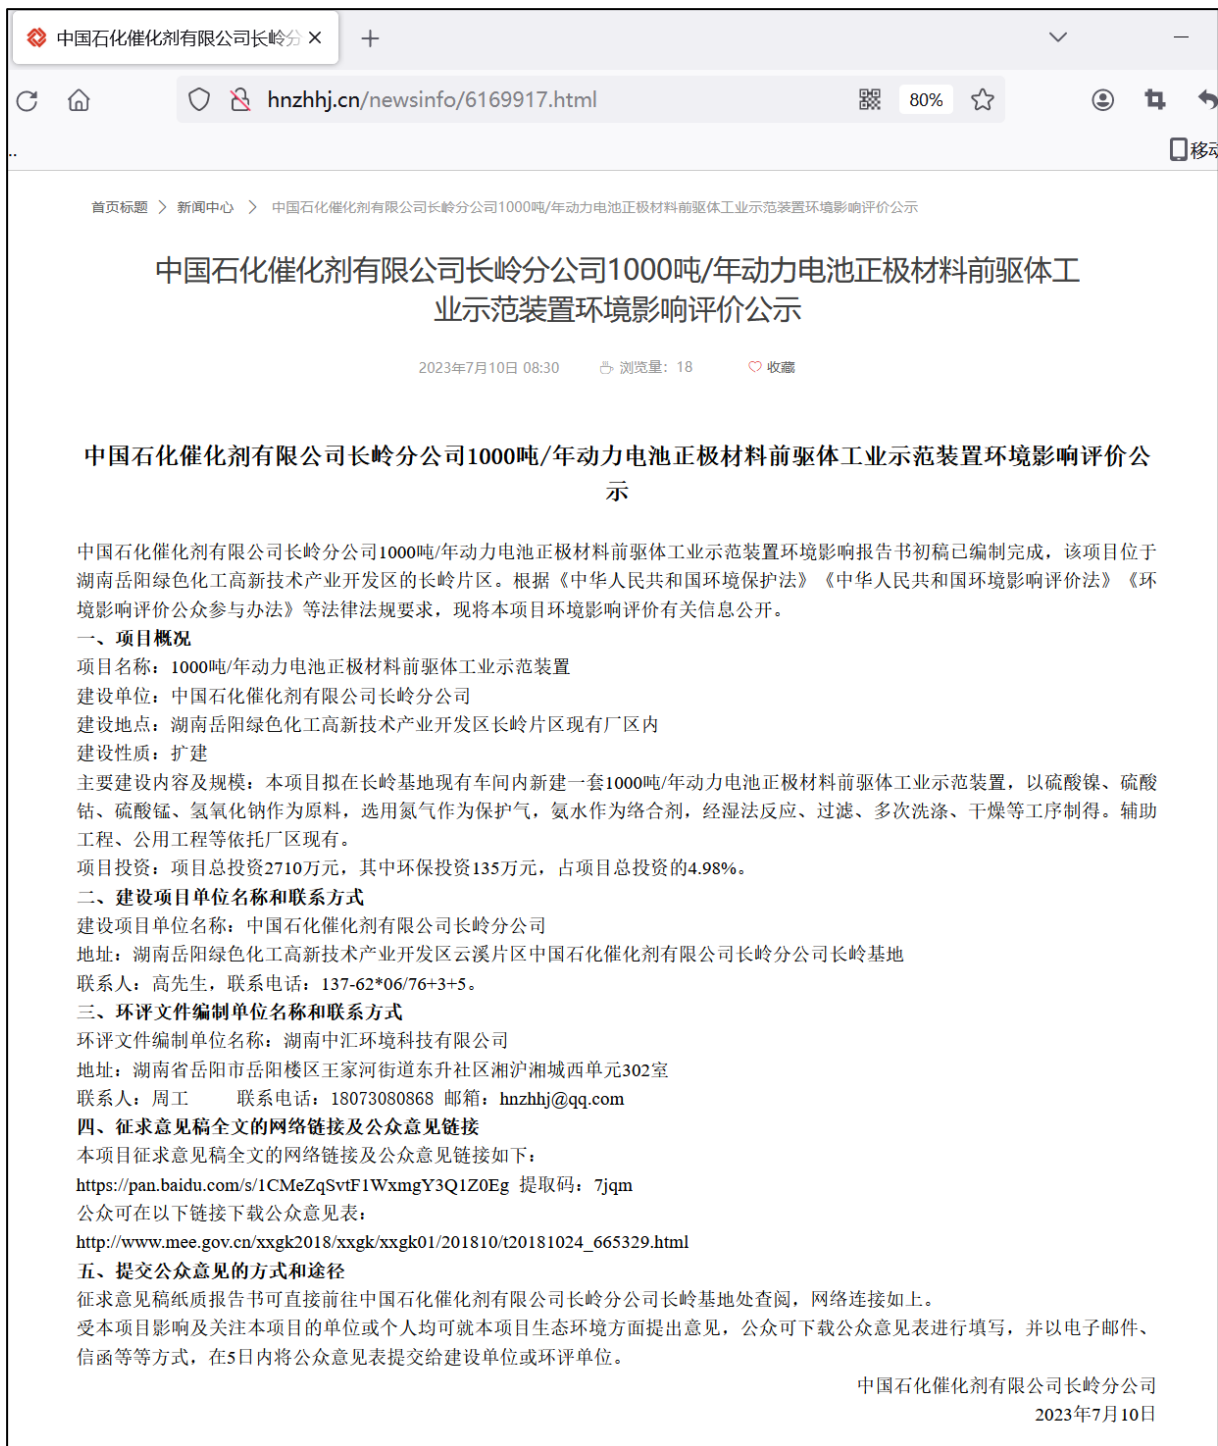 中国石化催化剂有限公司长岭分
hnzhhj.cn/newsinfo/6169917.html
80%
..
移动
首页标题 > 新闻中心 > 中国石化催化剂有限公司长岭分公司1000吨/年动力电池正极材料前驱体工业示范装置环境影响评价公示
中国石化催化剂有限公司长岭分公司1000吨/年动力电池正极材料前驱体工
业示范装置环境影响评价公示
2023年7月10日 08:30 浏览量：18 收藏
中国石化催化剂有限公司长岭分公司1000吨/年动力电池正极材料前驱体工业示范装置环境影响评价公
示
中国石化催化剂有限公司长岭分公司1000吨/年动力电池正极材料前驱体工业示范装置环境影响报告书初稿已编制完成，该项目位于
湖南岳阳绿色化工高新技术产业开发区的长岭片区。根据《中华人民共和国环境保护法》《中华人民共和国环境影响评价法》《环
境影响评价公众参与办法》等法律法规要求，现将本项目环境影响评价有关信息公开。
一、项目概况
项目名称：1000吨/年动力电池正极材料前驱体工业示范装置
建设单位：中国石化催化剂有限公司长岭分公司
建设地点：湖南岳阳绿色化工高新技术产业开发区长岭片区现有厂区内
建设性质：扩建
主要建设内容及规模：本项目拟在长岭基地现有车间内新建一套1000吨/年动力电池正极材料前驱体工业示范装置，以硫酸镍、硫酸
钴、硫酸锰、氢氧化钠作为原料，选用氮气作为保护气，氨水作为络合剂，经湿法反应、过滤、多次洗涤、干燥等工序制得。辅助
工程、公用工程等依托厂区现有。
项目投资：项目总投资2710万元，其中环保投资135万元，占项目总投资的4.98%。
二、建设项目单位名称和联系方式
建设项目单位名称：中国石化催化剂有限公司长岭分公司
地址：湖南岳阳绿色化工高新技术产业开发区云溪片区中国石化催化剂有限公司长岭分公司长岭基地
联系人：高先生，联系电话：137-62*06/76+3+5。
三、环评文件编制单位名称和联系方式
环评文件编制单位名称：湖南中汇环境科技有限公司
地址：湖南省岳阳市岳阳楼区王家河街道东升社区湘沪湘城西单元302室
联系人：周工 联系电话：18073080868 邮箱：hnzhhj@qq.com
四、征求意见稿全文的网络链接及公众意见链接
本项目征求意见稿全文的网络链接及公众意见链接如下：
https://pan.baidu.com/s/1CMeZqSvtF1WxmgY3Q1Z0Eg 提取码：7jqm
公众可在以下链接下载公众意见表：
http://www.mee.gov.cn/xxgk2018/xxgk/xxgk01/201810/t20181024_665329.html
五、提交公众意见的方式和途径
征求意见稿纸质报告书可直接前往中国石化催化剂有限公司长岭分公司长岭基地处查阅，网络连接如上。
受本项目影响及关注本项目的单位或个人均可就本项目生态环境方面提出意见，公众可下载公众意见表进行填写，并以电子邮件、
信函等等方式，在5日内将公众意见表提交给建设单位或环评单位。
中国石化催化剂有限公司长岭分公司
2023年7月10日